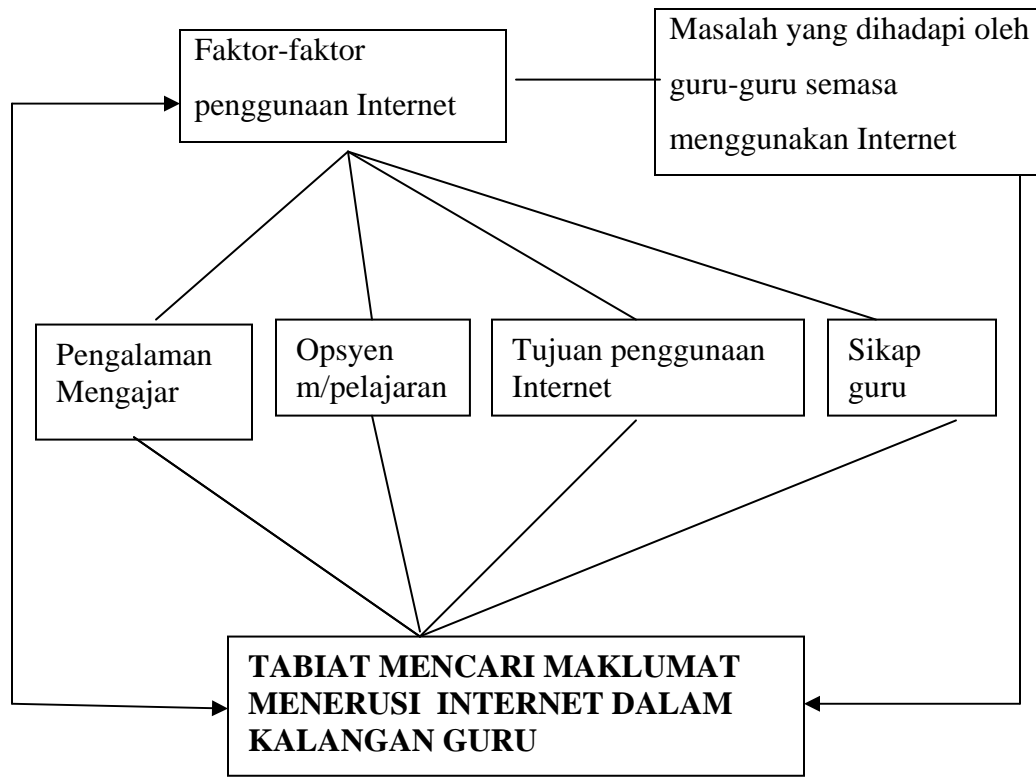 Faktor-faktor
penggunaan Internet
Masalah yang dihadapi oleh
guru-guru semasa
menggunakan Internet
Pengalaman
Mengajar
Opsyen
m/pelajaran
Tujuan penggunaan
Internet
Sikap
guru
TABIAT MENCARI MAKLUMAT
MENERUSI INTERNET DALAM
KALANGAN GURU